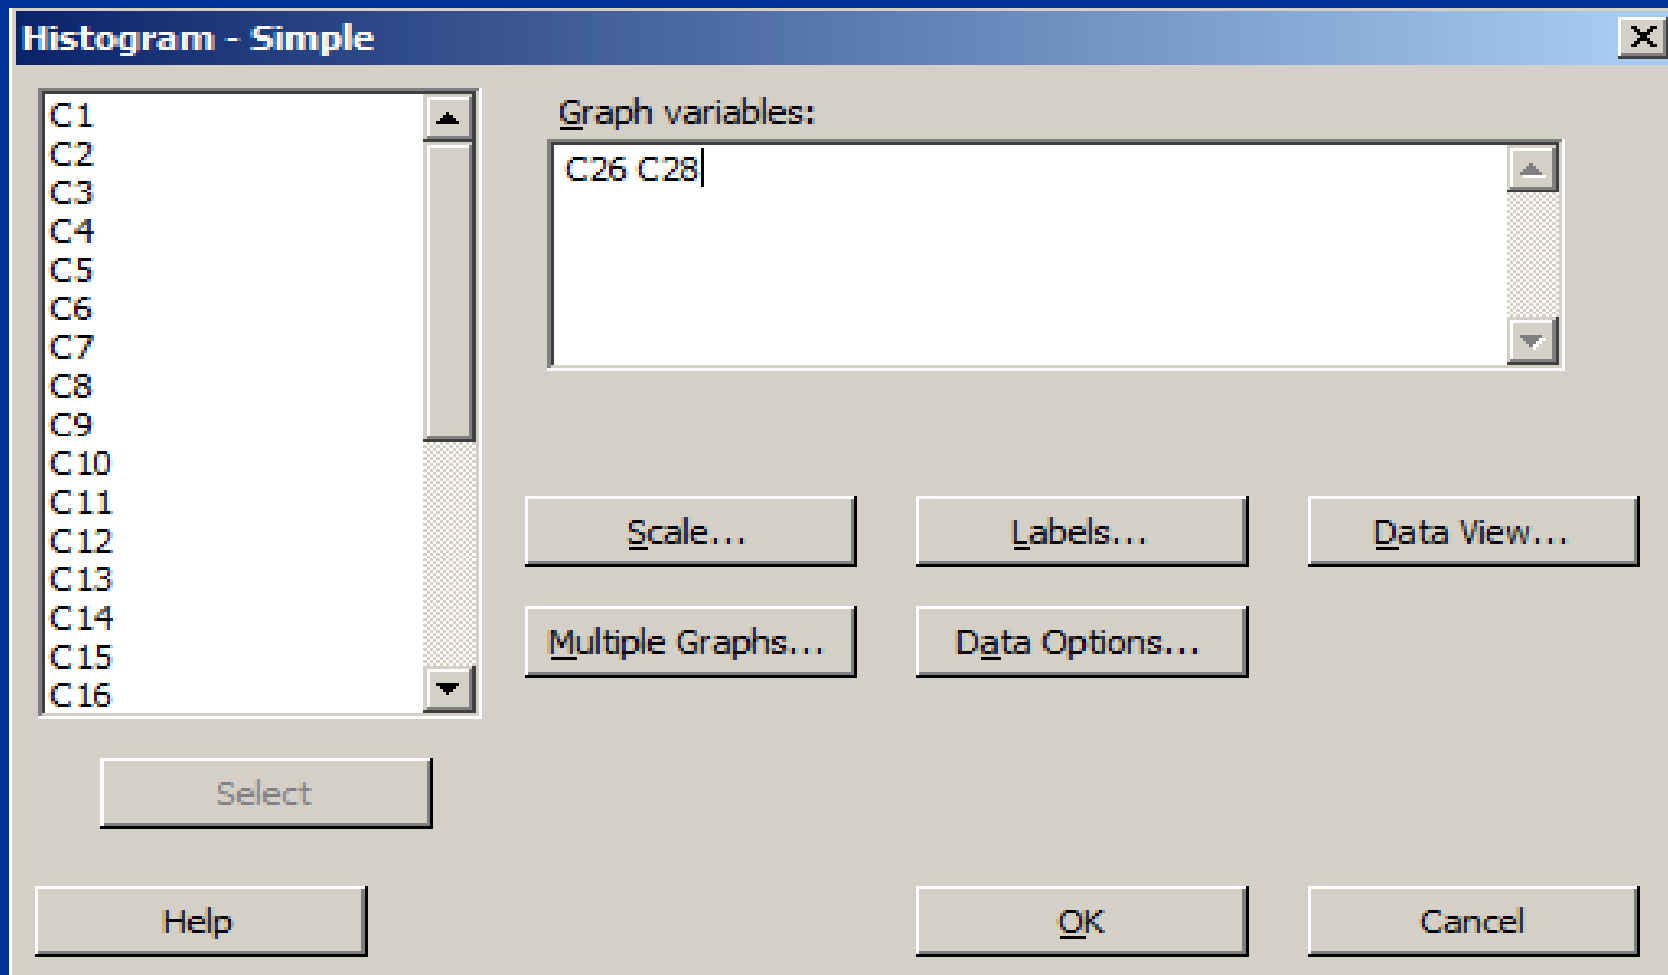 Histogram - Simple
C1
C2
C3
C4
C5
C6
C7
C8
C9
C10
C11
C12
C13
C14
C15
C16
Graph variables:
C26 C28
Scale...
Labels...
Data View...
Multiple Graphs...
Data Options...
Select
Help
OK
Cancel